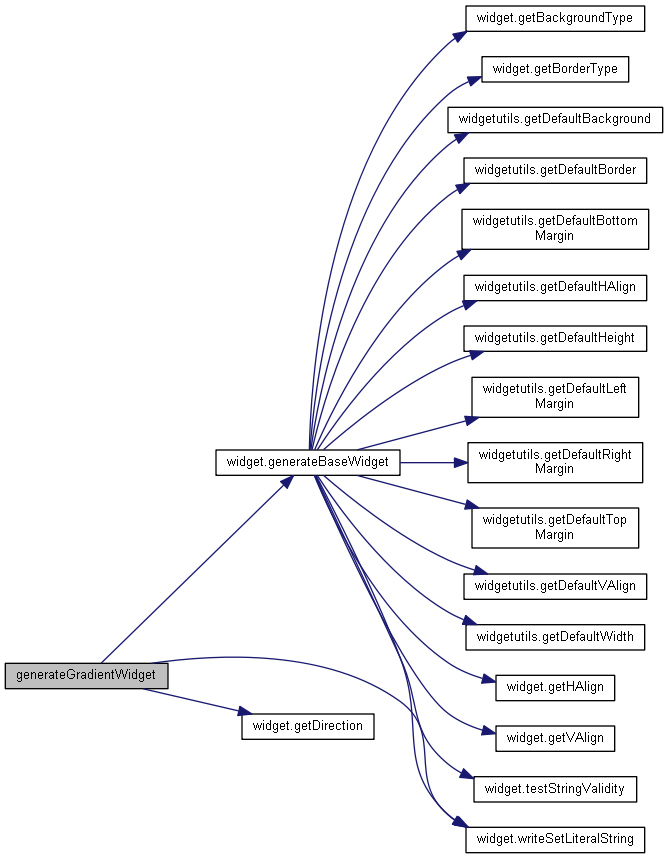 widget.getBackgroundType
widget.getBorderType
widgetutils.getDefaultBackground
widgetutils.getDefaultBorder
widgetutils.getDefaultBottom
Margin
widgetutils.getDefaultHAlign
widgetutils.getDefaultHeight
widgetutils.getDefaultLeft
Margin
widget.generateBaseWidget
widgetutils.getDefaultRight
Margin
widgetutils.getDefaultTop
Margin
widgetutils.getDefaultVAlign
widgetutils.getDefaultWidth
generateGradientWidget
widget.getHAlign
widget.getDirection
widget.getVAlign
widget.testStringValidity
widget.writeSetLiteralString